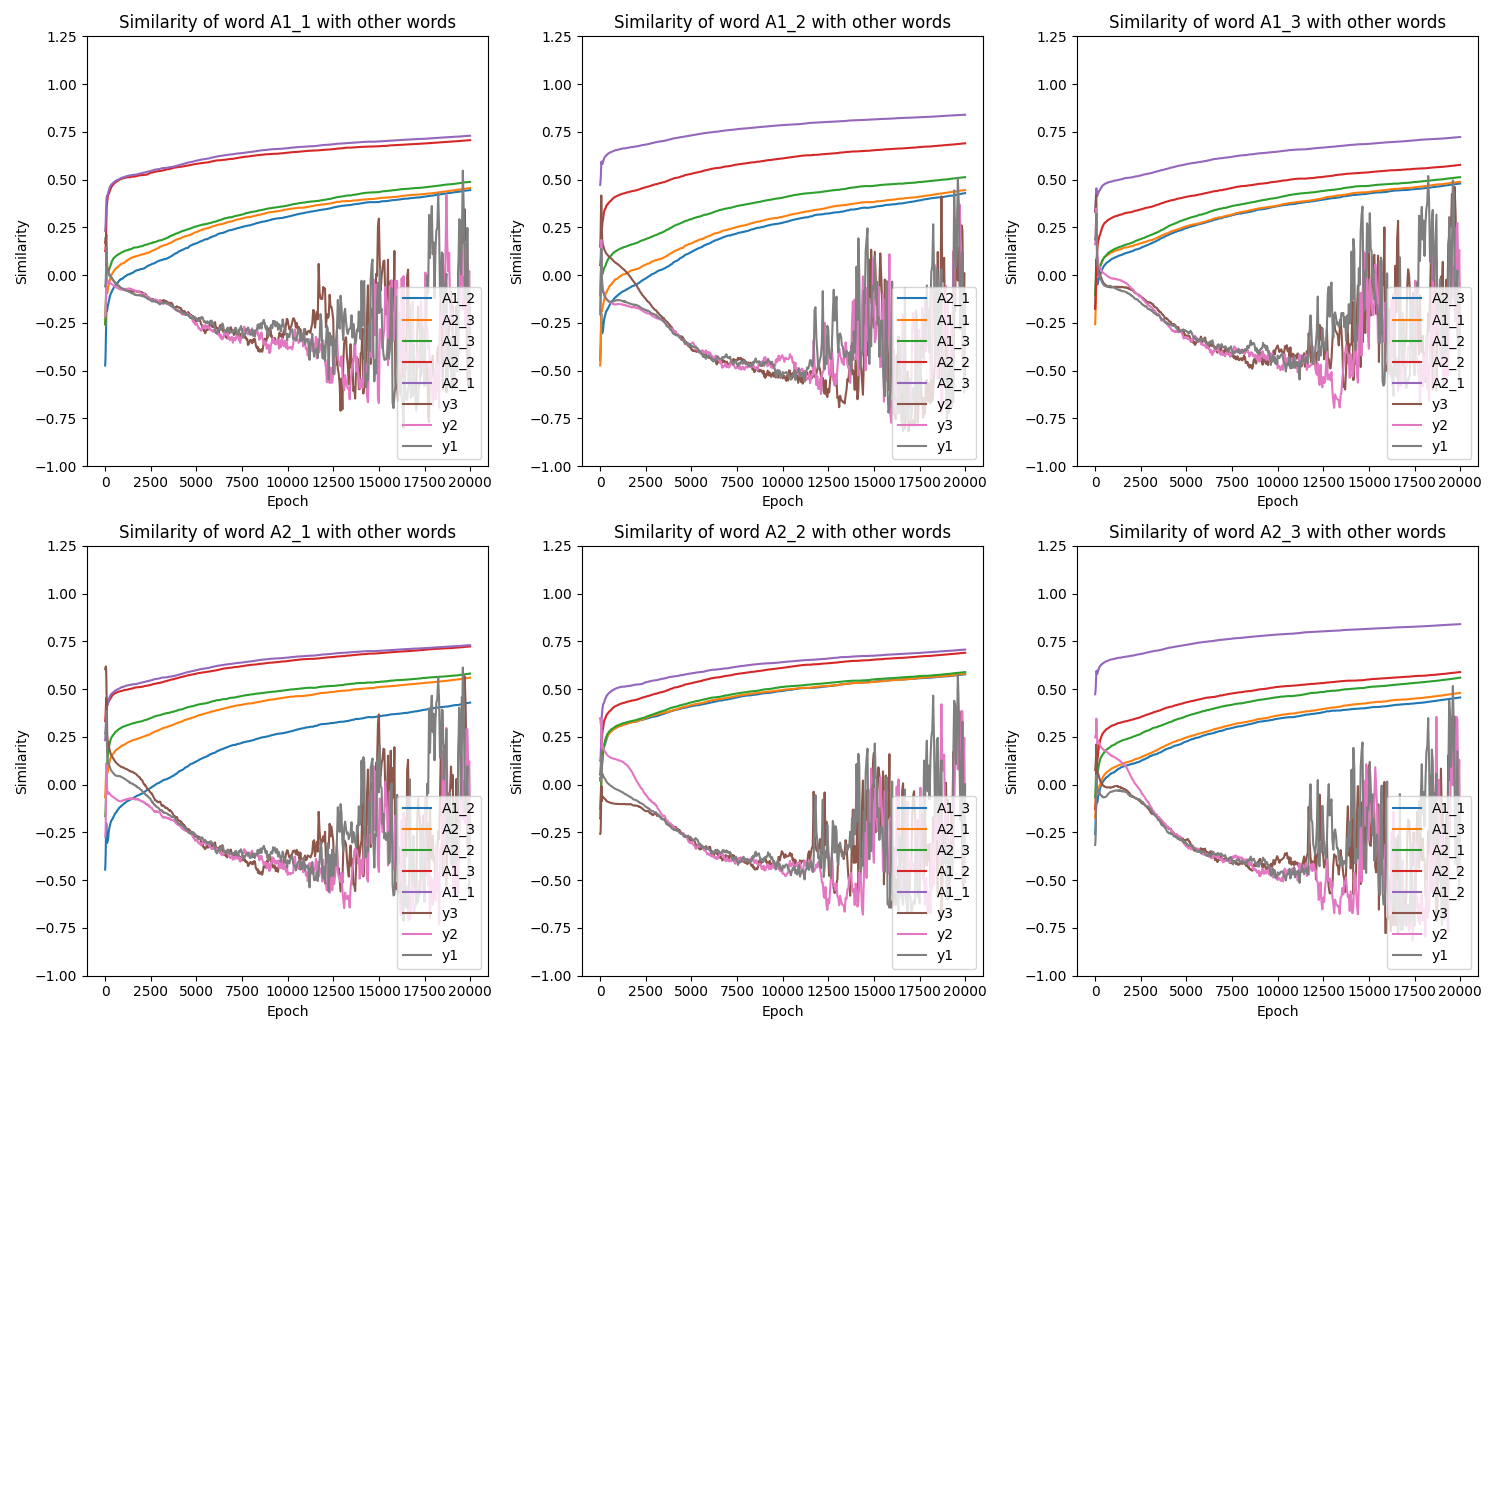 Similarity of word A1_1 with other words
1.25
1.00
0.75
0.50
0.25
0.00
−0.25
−0.50
−0.75
−1.00
Similarity
0 2500 5000 7500 10000 12500 15000 17500 20000
Epoch
A1_2
A2_3
A1_3
A2_2
A2_1
y3
y2
y1
Similarity of word A1_2 with other words
1.25
1.00
0.75
0.50
0.25
0.00
−0.25
−0.50
−0.75
−1.00
Similarity
0 2500 5000 7500 10000 12500 15000 17500 20000
Epoch
A2_1
A1_1
A1_3
A2_2
A2_3
y2
y3
y1
Similarity of word A1_3 with other words
1.25
1.00
0.75
0.50
0.25
0.00
−0.25
−0.50
−0.75
−1.00
Similarity
0 2500 5000 7500 10000 12500 15000 17500 20000
Epoch
A2_3
A1_1
A1_2
A2_2
A2_1
y3
y2
y1
Similarity of word A2_1 with other words
1.25
1.00
0.75
0.50
0.25
0.00
−0.25
−0.50
−0.75
−1.00
Similarity
0 2500 5000 7500 10000 12500 15000 17500 20000
Epoch
A1_2
A2_3
A2_2
A1_3
A1_1
y3
y2
y1
Similarity of word A2_2 with other words
1.25
1.00
0.75
0.50
0.25
0.00
−0.25
−0.50
−0.75
−1.00
Similarity
0 2500 5000 7500 10000 12500 15000 17500 20000
Epoch
A1_3
A2_1
A2_3
A1_2
A1_1
y3
y2
y1
Similarity of word A2_3 with other words
1.25
1.00
0.75
0.50
0.25
0.00
−0.25
−0.50
−0.75
−1.00
Similarity
0 2500 5000 7500 10000 12500 15000 17500 20000
Epoch
A1_1
A1_3
A2_1
A2_2
A1_2
y3
y2
y1